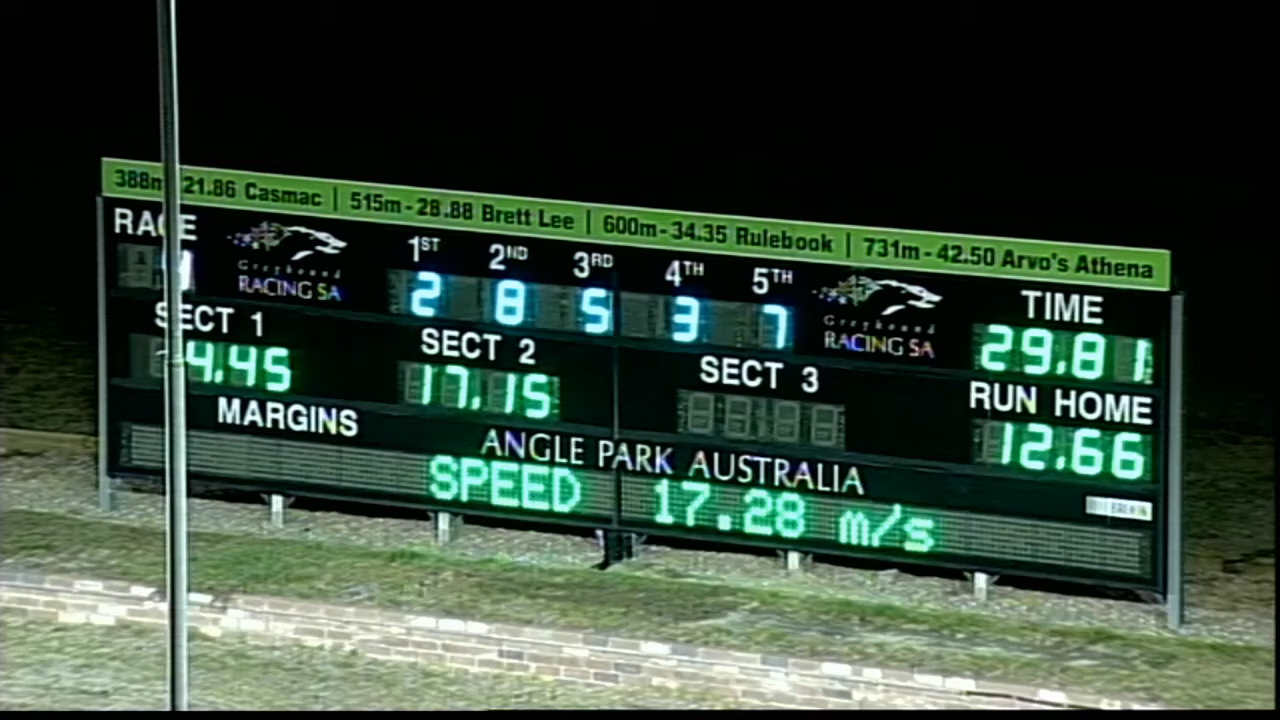 388m 21.86 Casmac | 515m - 28.88 Brett Lee | 600m - 34.35 Rulebook | 731m - 42.50 Arvo's Athena
RACE
Greyhound
RACING SA
1ST 2ND 3RD 4TH 5TH
2 8 5 3 7
Greyhound
RACING SA
TIME
29.81
SECT 1
4.45
SECT 2
17.15
SECT 3
RUN HOME
12.66
MARGINS
ANGLE PARK AUSTRALIA
SPEED 17.28 m/s